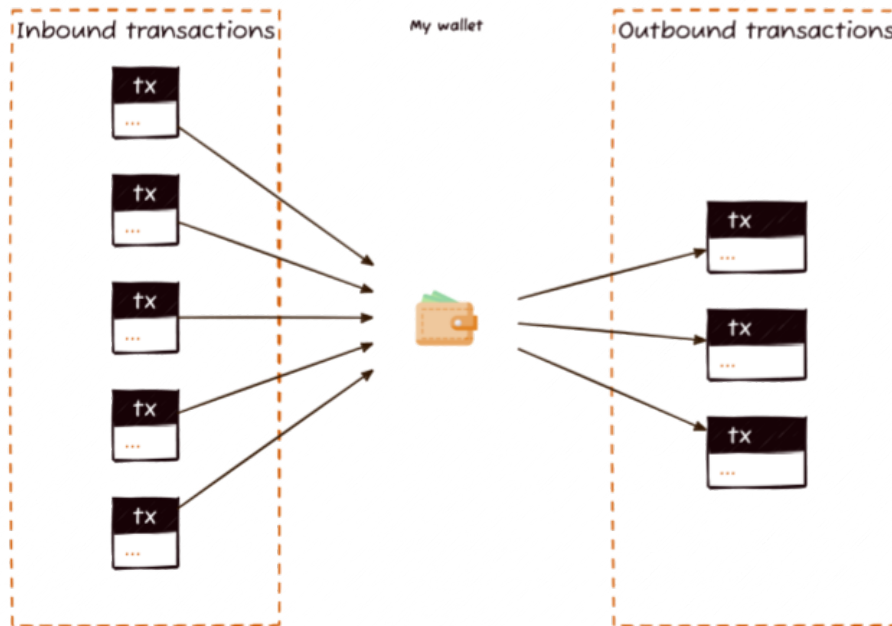 Inbound transactions
tx
...
tx
...
tx
...
tx
...
tx
...
My wallet
Outbound transactions
tx
...
tx
...
tx
...